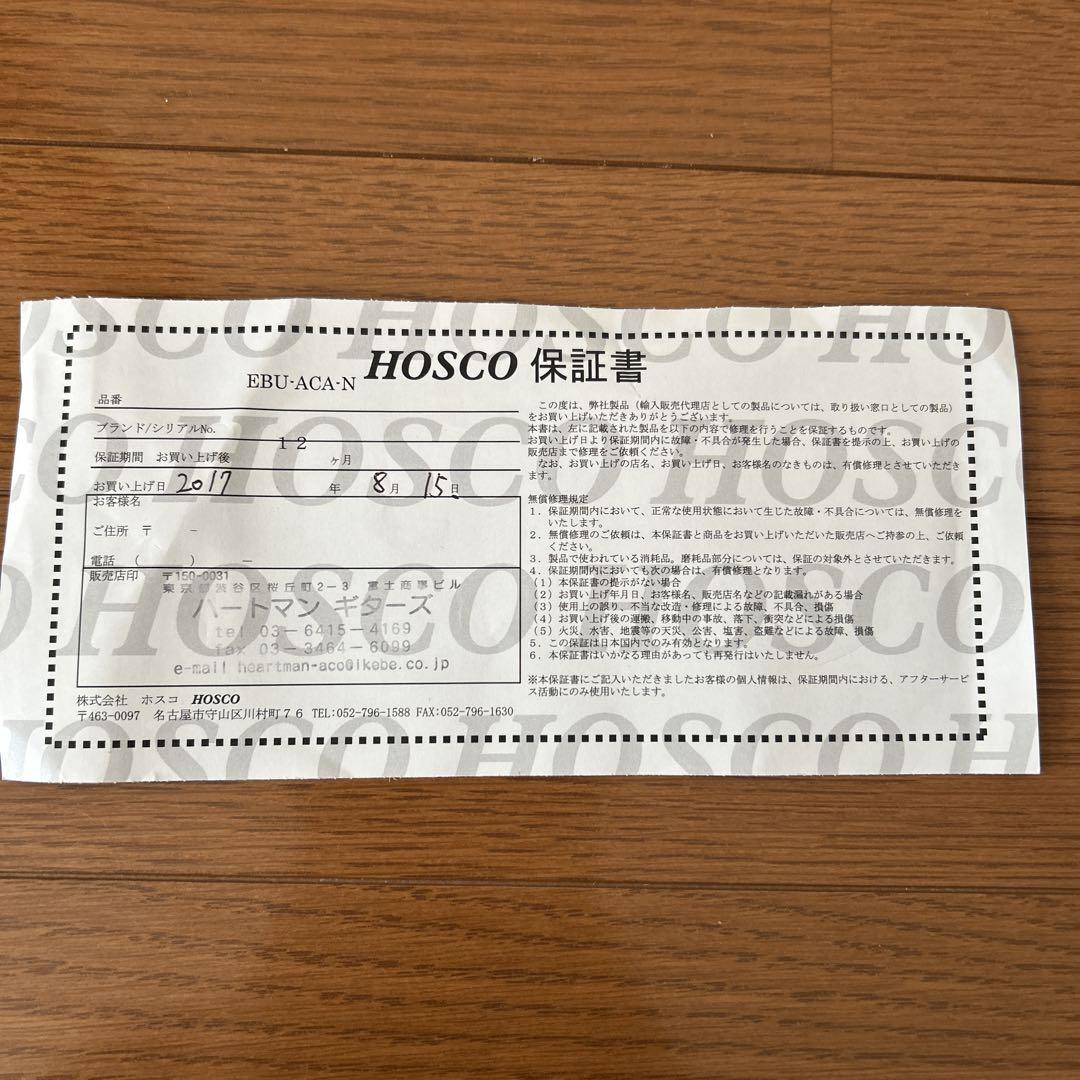 HOSCO 保証書
品番 EBU-ACA-N
ブランド/シリアルNo.
保証期間 お買い上げ後 12 ヶ月
お買い上げ日 2017 年 8月 15日
お客様名
ご住所 〒 －
電話 （ ） －
販売店印 〒150-0031
東京都渋谷区桜丘町2－3 富士商事ビル
ハートマン ギターズ
tel 03－6415－4169
fax 03－3464－6099
e-mail heartman-aco@ikebe.co.jp
株式会社 ホスコ HOSCO
〒463-0097 名古屋市守山区川村町７６ TEL:052-796-1588 FAX:052-796-1630
この度は、弊社製品（輸入販売代理店としての製品については、取り扱い窓口としての製品）
をお買い上げいただきありがとうございます。
本書は、左に記載された製品を以下の内容で修理を行うことを保証するものです。
お買い上げ日より保証期間内に故障・不具合が発生した場合、保証書を提示の上、お買い上げの
販売店まで修理をご依頼ください。
なお、お買い上げの店名、お買い上げ日、お客様名のなきものは、有償修理とさせていただき
ます。
無償修理規定
１．保証期間内において、正常な使用状態において生じた故障・不具合については、無償修理を
いたします。
２．無償修理のご依頼は、本保証書と商品をお買い上げいただいた販売店へご持参の上、ご依頼
ください。
３．製品で使われている消耗品、磨耗品部分については、保証の対象外とさせていただきます。
４．保証期間内においても次の場合は、有償修理となります。
（1）本保証書の提示がない場合
（2）お買い上げ年月日、お客様名、販売店名などの記載漏れがある場合
（3）使用上の誤り、不当な改造・修理による故障、不具合、損傷
（4）お買い上げ後の運搬、移動中の事故、落下、衝突などによる損傷
（5）火災、水害、地震等の天災、公害、塩害、盗難などによる故障、損傷
５．この保証は日本国内でのみ有効となります。
６．本保証書はいかなる理由があっても再発行はいたしません。
※本保証書にご記入いただきましたお客様の個人情報は、保証期間内における、アフターサービ
ス活動にのみ使用いたします。